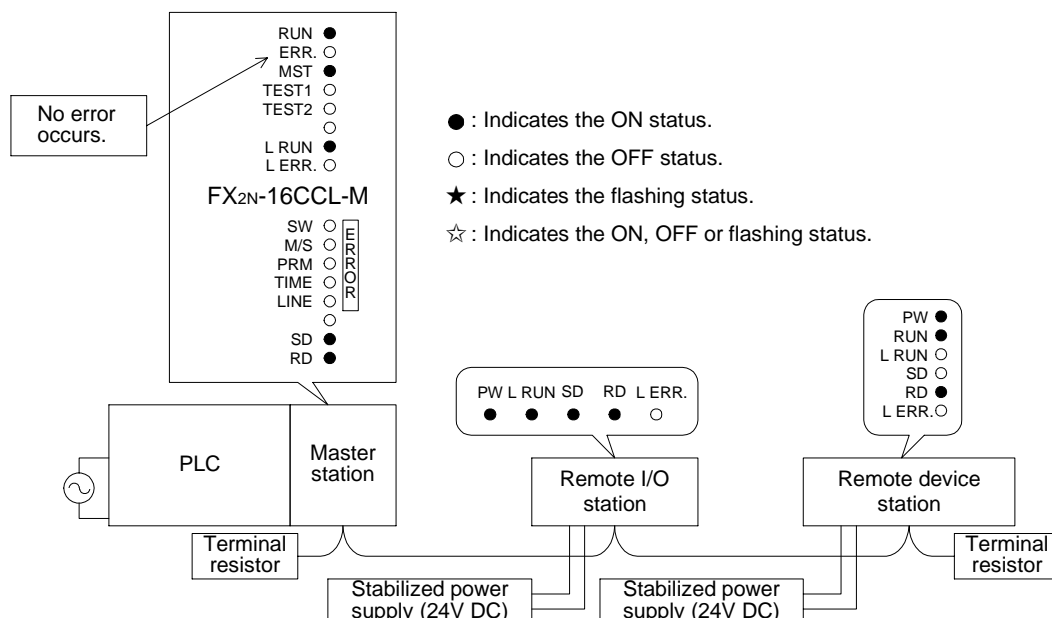 RUN
ERR.
MST
TEST1
TEST2
L RUN
L ERR.
FX2N-16CCL-M
SW
M/S
PRM
TIME
LINE
ERROR
SD
RD
No error
occurs.
: Indicates the ON status.
: Indicates the OFF status.
: Indicates the flashing status.
: Indicates the ON, OFF or flashing status.
PW
RUN
L RUN
SD
RD
L ERR.
PW L RUN SD RD L ERR.
PLC
Master
station
Remote I/O
station
Remote device
station
Terminal
resistor
Terminal
resistor
Stabilized power
supply (24V DC)
Stabilized power
supply (24V DC)